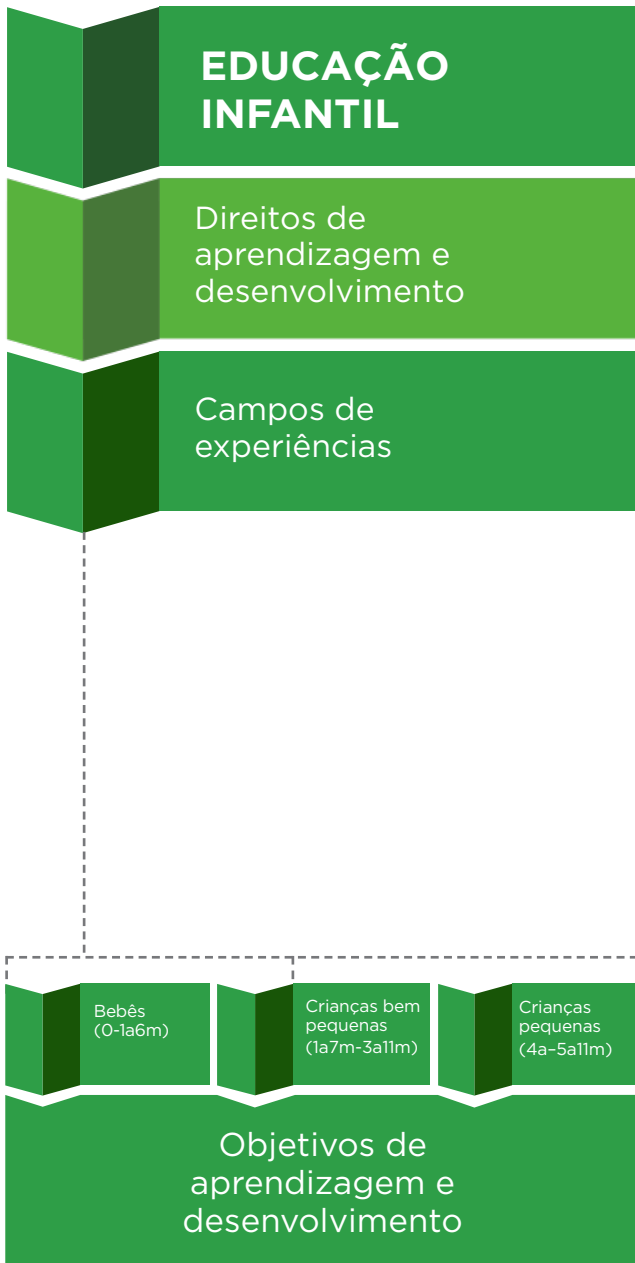 EDUCAÇÃO
INFANTIL
Direitos de
aprendizagem e
desenvolvimento
Campos de
experiências
Bebês
(0-1a6m)
Crianças bem
pequenas
(1a7m-3a11m)
Crianças
pequenas
(4a–5a11m)
Objetivos de
aprendizagem e
desenvolvimento